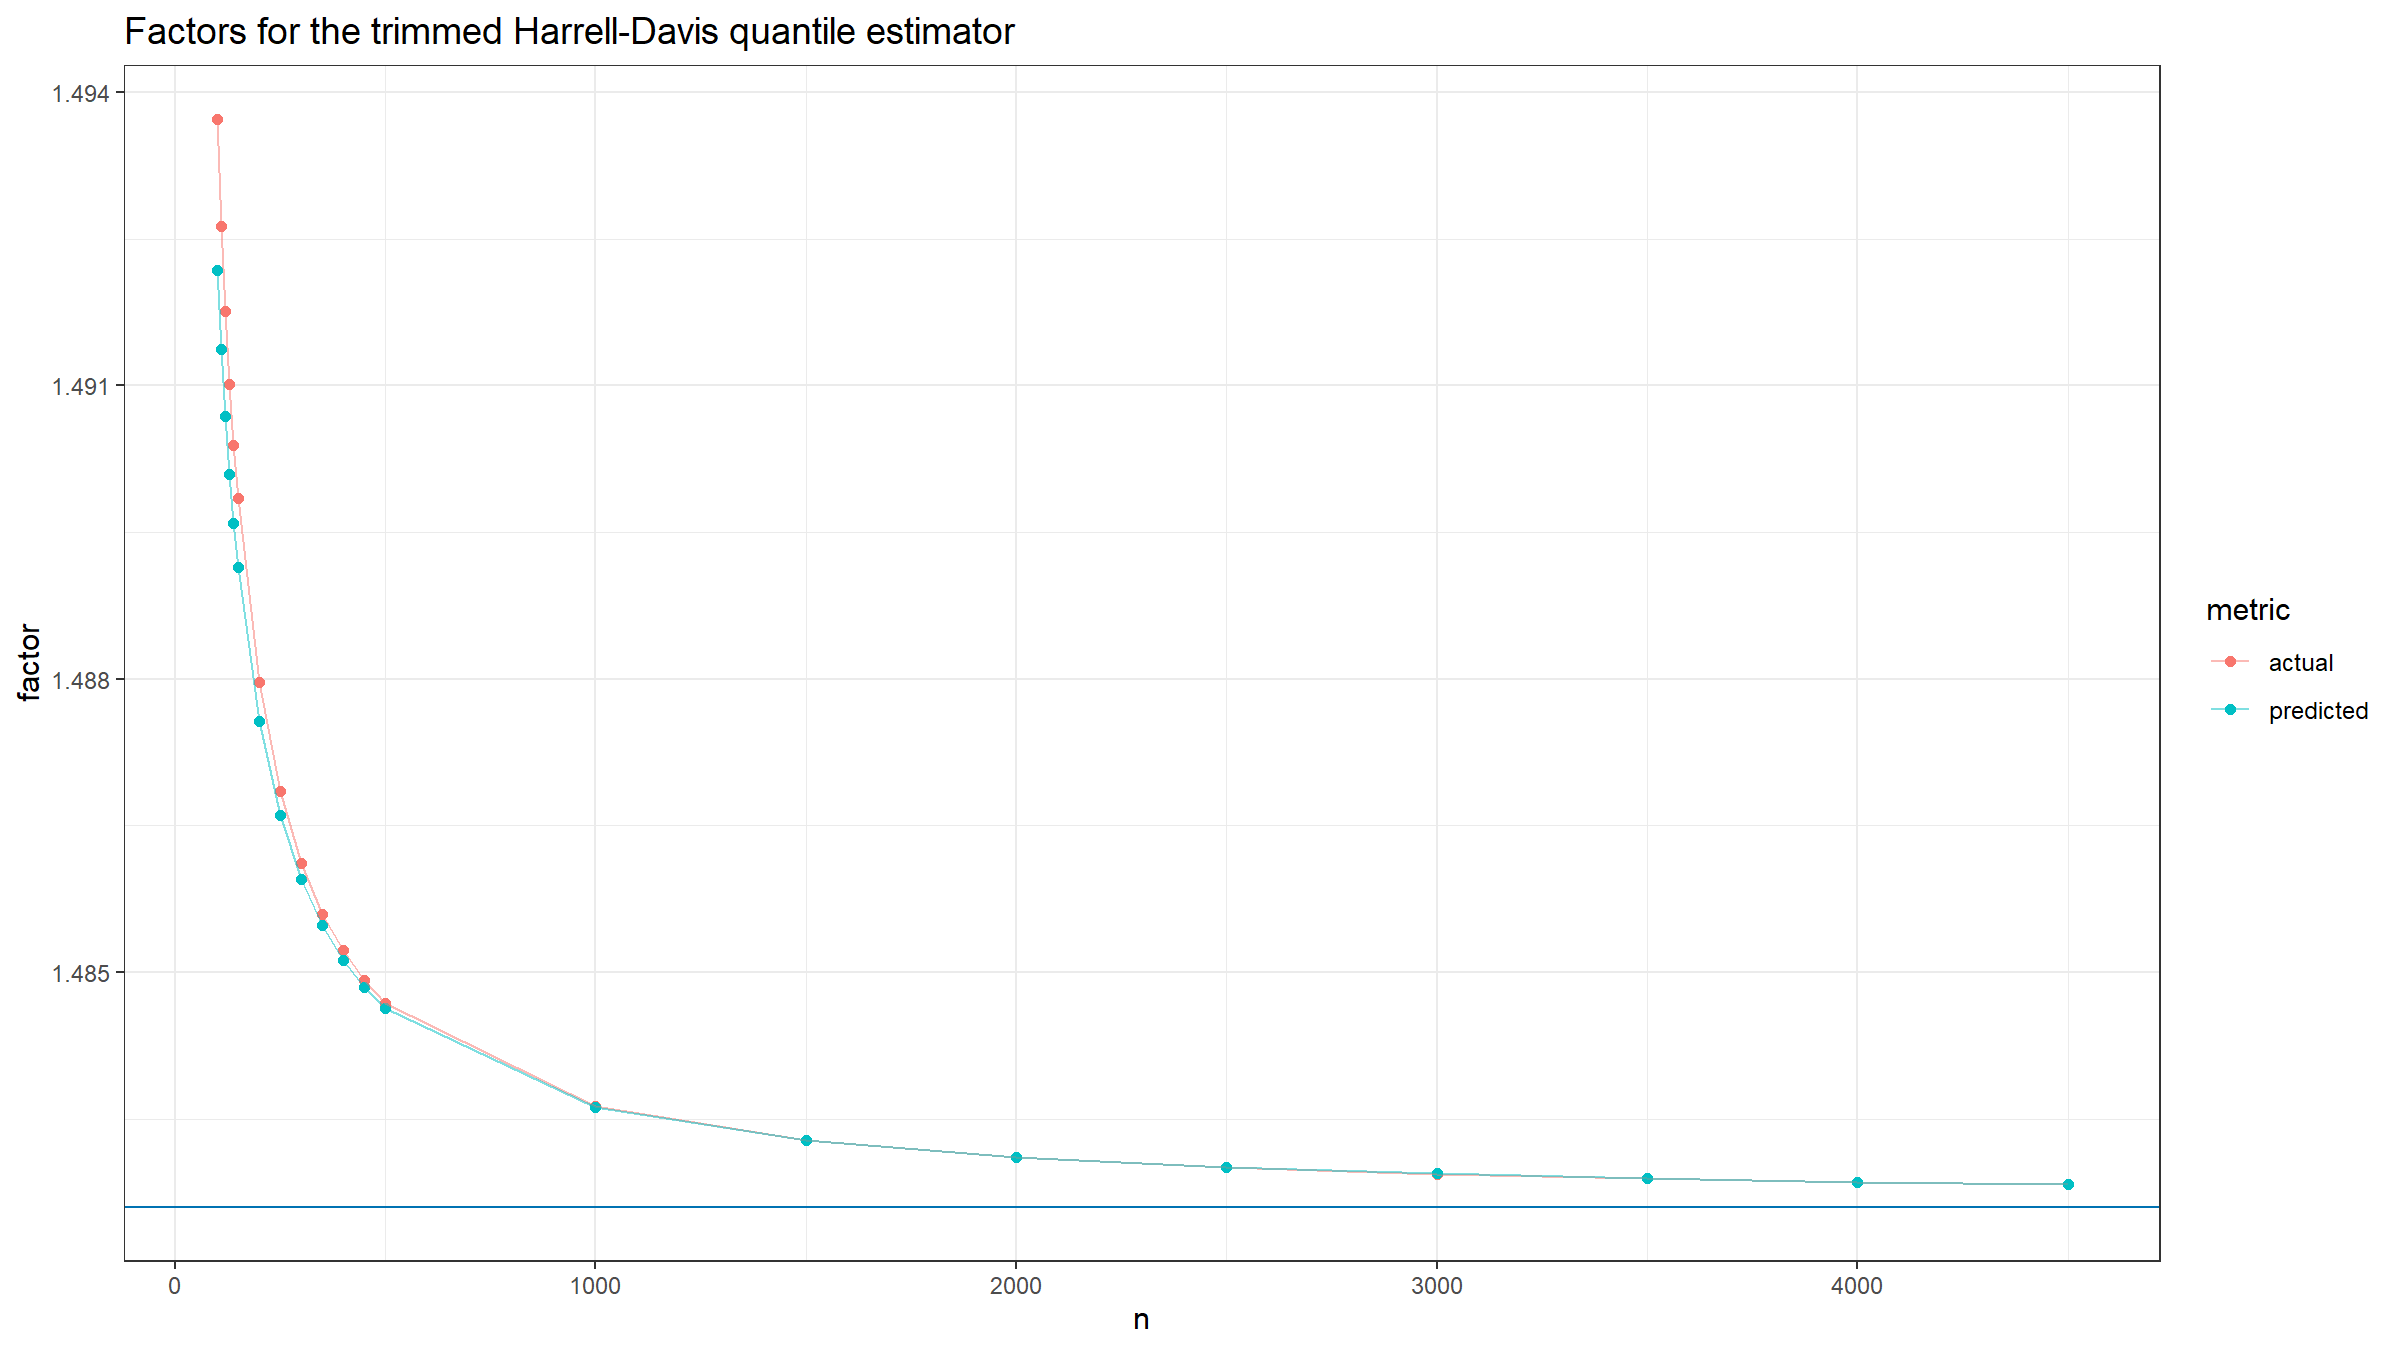 Factors for the trimmed Harrell-Davis quantile estimator
1.494
1.491
1.488
1.485
factor
0
1000
2000
3000
4000
n
metric
actual
predicted